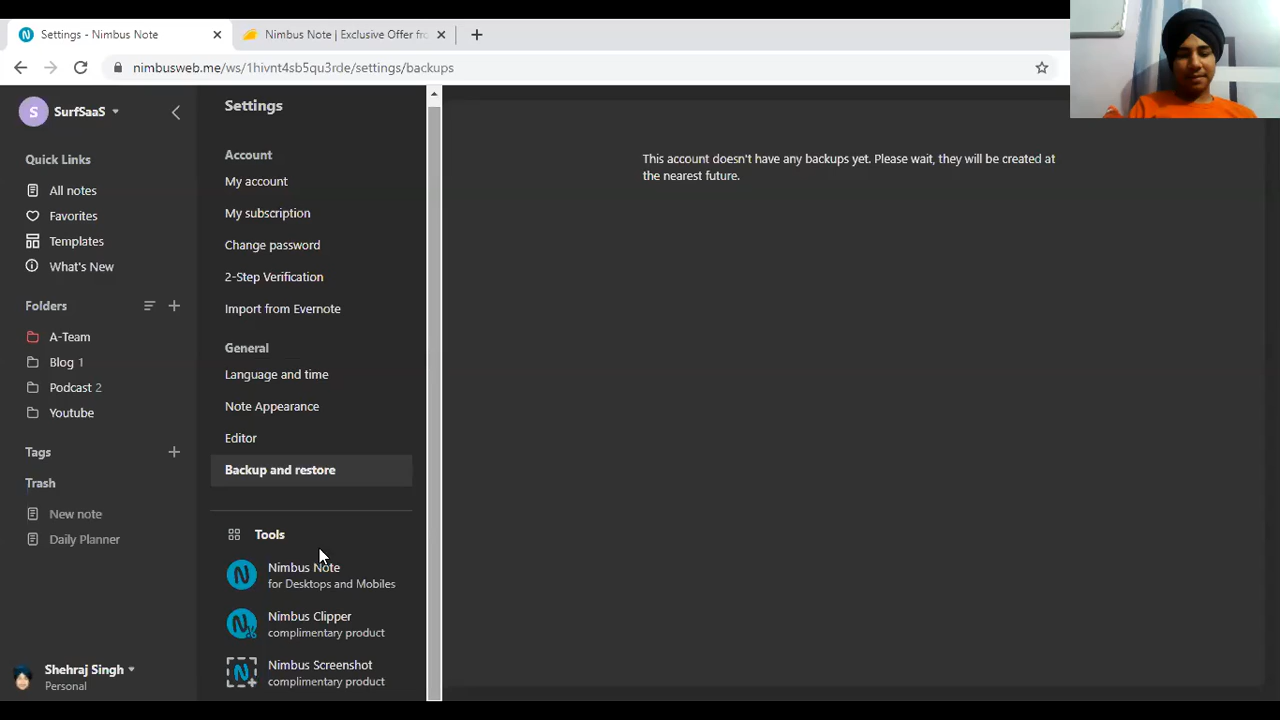 Settings - Nimbus Note
Nimbus Note | Exclusive Offer fro
nimbusweb.me/ws/1hivnt4sb5qu3rde/settings/backups
S SurfSaaS
Quick Links
All notes
Favorites
Templates
What's New
Folders
A-Team
Blog 1
Podcast 2
Youtube
Tags
Trash
New note
Daily Planner
Shehraj Singh
Personal
Settings
Account
My account
My subscription
Change password
2-Step Verification
Import from Evernote
General
Language and time
Note Appearance
Editor
Backup and restore
Tools
Nimbus Note
for Desktops and Mobiles
Nimbus Clipper
complimentary product
Nimbus Screenshot
complimentary product
This account doesn't have any backups yet. Please wait, they will be created at
the nearest future.